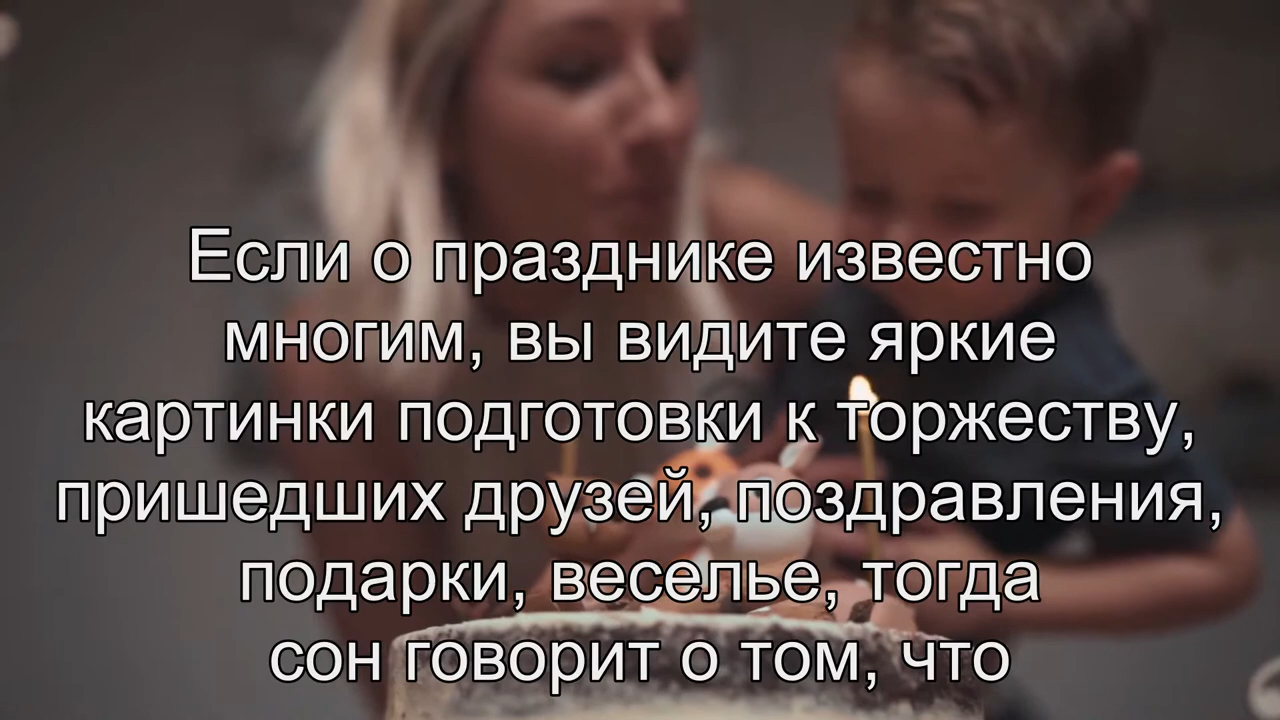 Если о празднике известно
многим, вы видите яркие
картинки подготовки к торжеству,
пришедших друзей, поздравления,
подарки, веселье, тогда
сон говорит о том, что